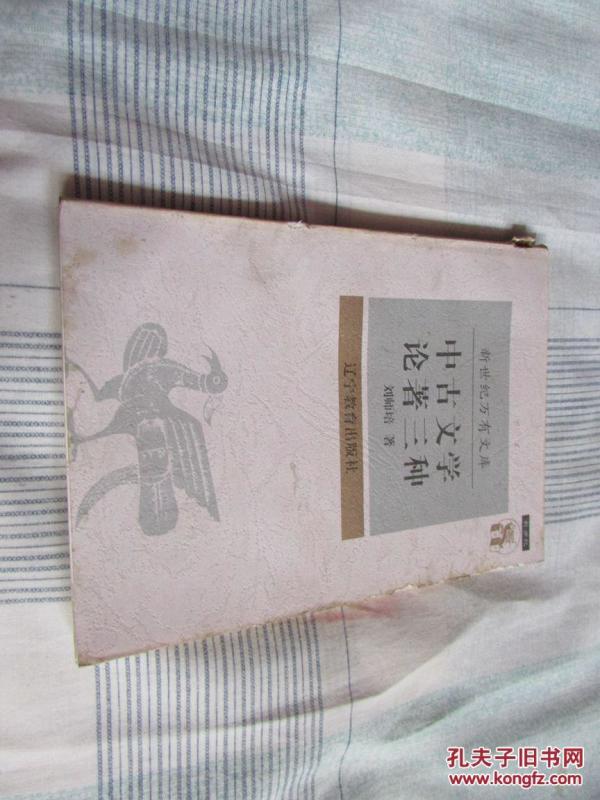 新世纪万有文库
中古文学
论著三种
刘师培 著
辽宁教育出版社
孔夫子旧书网
www.kongfz.com